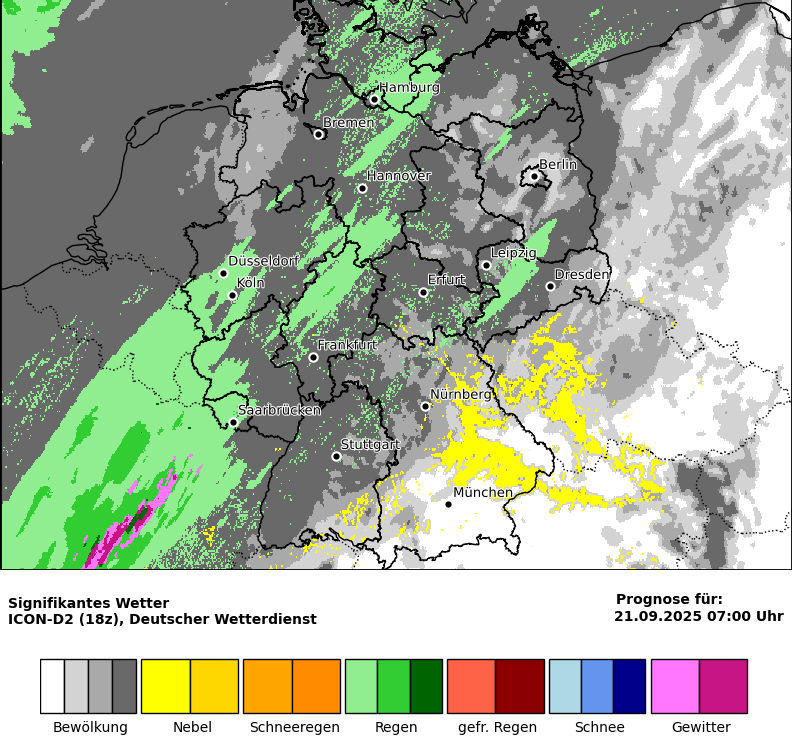 Hamburg
Bremen
Berlin
Hannover
Leipzig
Düsseldorf
Dresden
Köln
Erfurt
Frankfurt
Nürnberg
Saarbrücken
Stuttgart
München
Signifikantes Wetter
ICON-D2 (18z), Deutscher Wetterdienst
Prognose für:
21.09.2025 07:00 Uhr
Bewölkung Nebel Schneeregen Regen gefr. Regen Schnee Gewitter